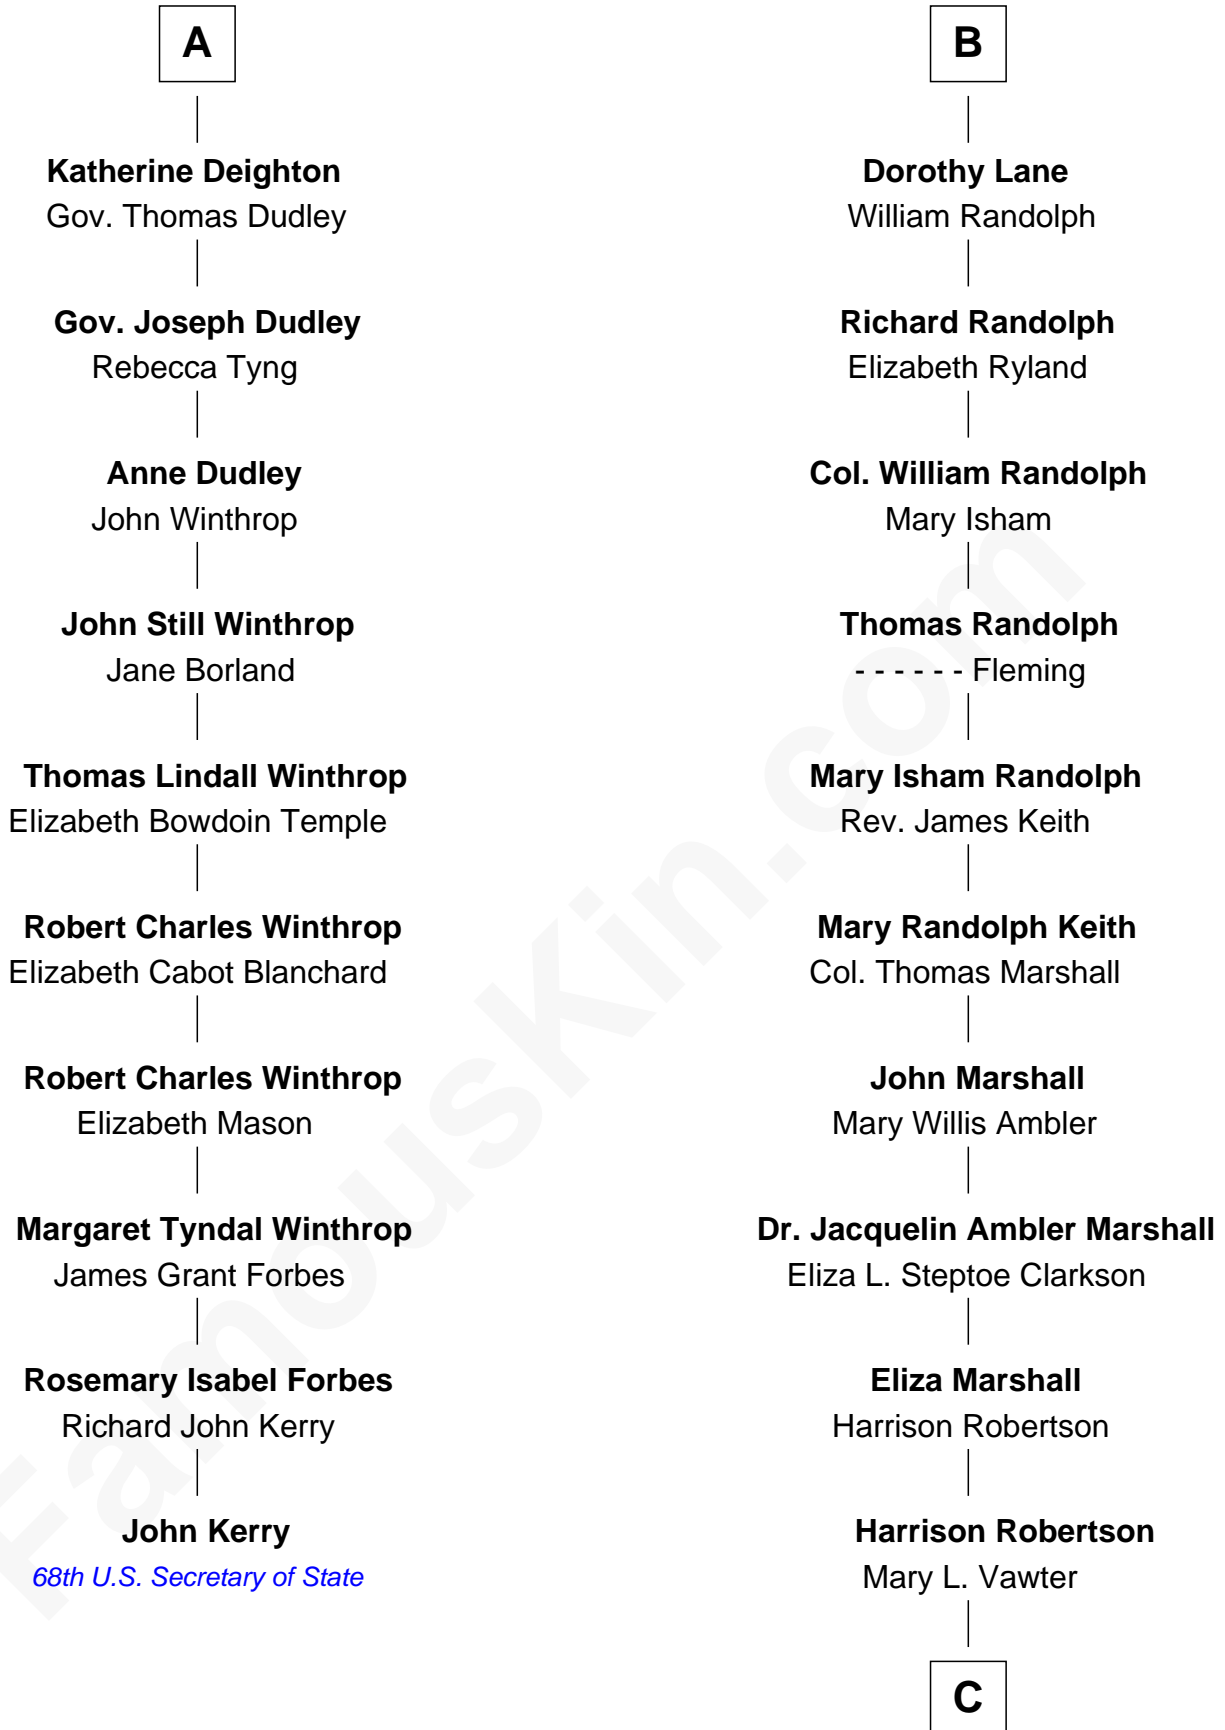 A
Katherine Deighton
Gov. Thomas Dudley
Gov. Joseph Dudley
Rebecca Tyng
Anne Dudley
John Winthrop
John Still Winthrop
Jane Borland
Thomas Lindall Winthrop
Elizabeth Bowdoin Temple
Robert Charles Winthrop
Elizabeth Cabot Blanchard
Robert Charles Winthrop
Elizabeth Mason
Margaret Tyndal Winthrop
James Grant Forbes
Rosemary Isabel Forbes
Richard John Kerry
John Kerry
68th U.S. Secretary of State
B
Dorothy Lane
William Randolph
Richard Randolph
Elizabeth Ryland
Col. William Randolph
Mary Isham
Thomas Randolph
- - - - - - Fleming
Mary Isham Randolph
Rev. James Keith
Mary Randolph Keith
Col. Thomas Marshall
John Marshall
Mary Willis Ambler
Dr. Jacquelin Ambler Marshall
Eliza L. Steptoe Clarkson
Eliza Marshall
Harrison Robertson
Harrison Robertson
Mary L. Vawter
C
FamousKin.com